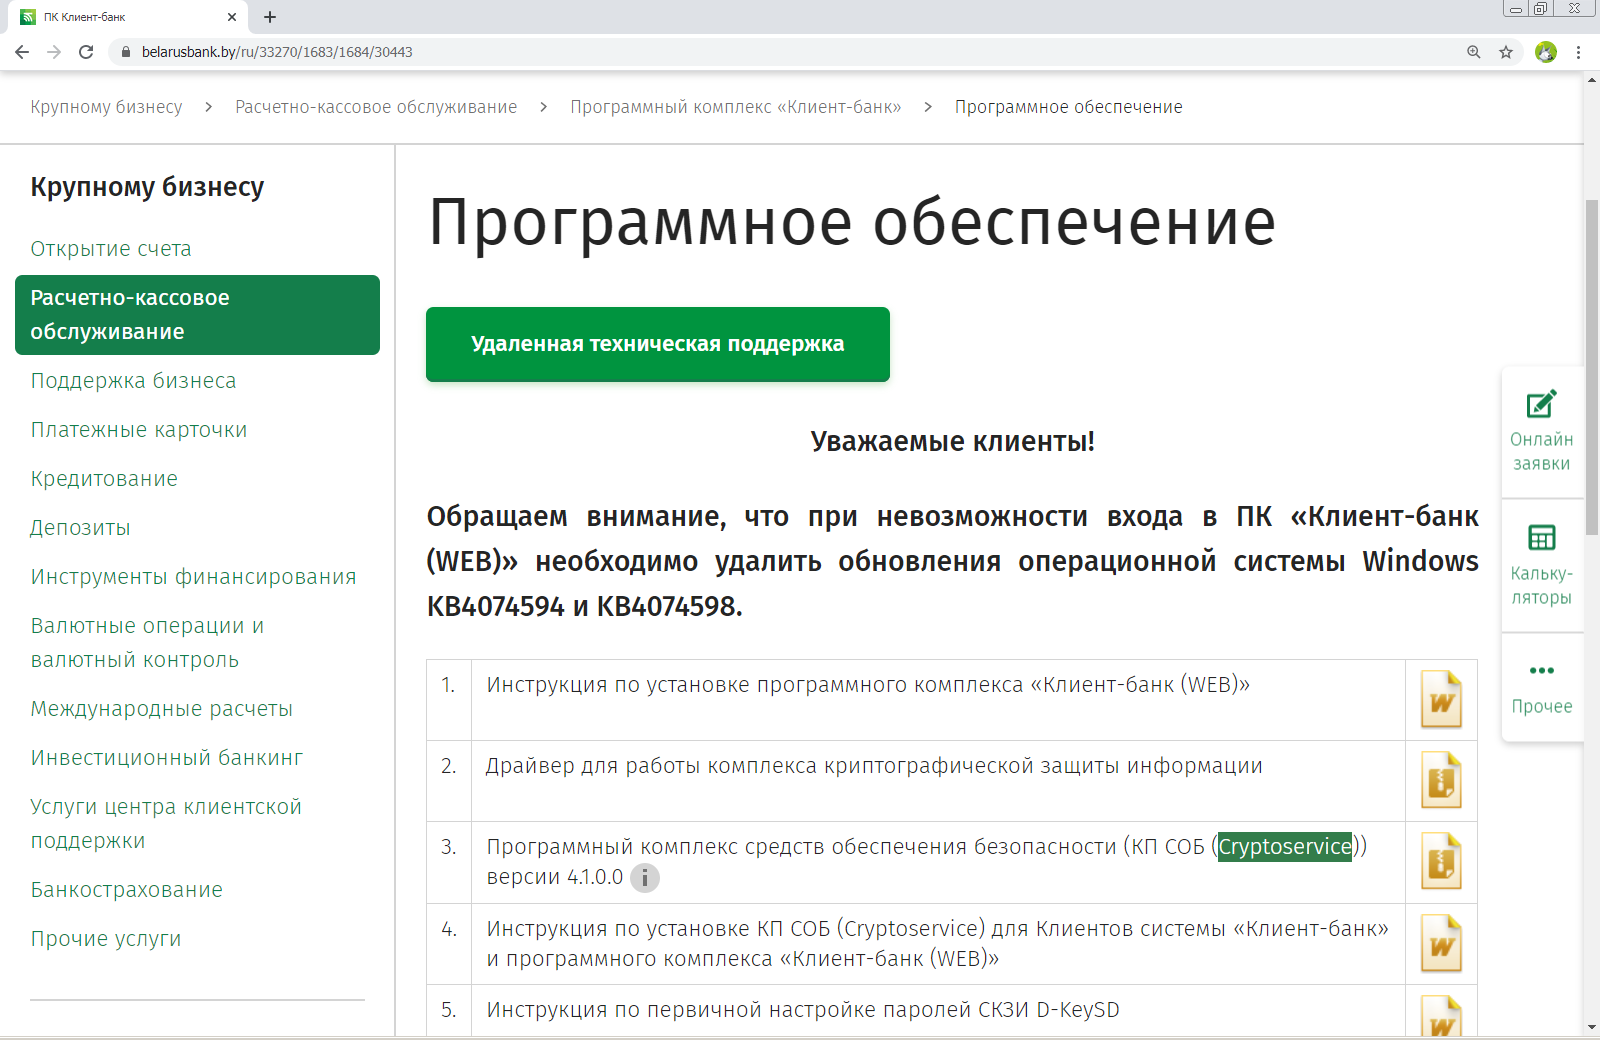 ПК Клиент-банк
belarusbank.by/ru/33270/1683/1684/30443
Крупному бизнесу > Расчетно-кассовое обслуживание > Программный комплекс «Клиент-банк» > Программное обеспечение
Крупному бизнесу
Открытие счета
Расчетно-кассовое
обслуживание
Поддержка бизнеса
Платежные карточки
Кредитование
Депозиты
Инструменты финансирования
Валютные операции и
валютный контроль
Международные расчеты
Инвестиционный банкинг
Услуги центра клиентской
поддержки
Банкострахование
Прочие услуги
Программное обеспечение
Удаленная техническая поддержка
Уважаемые клиенты!
Обращаем внимание, что при невозможности входа в ПК «Клиент-банк
(WEB)» необходимо удалить обновления операционной системы Windows
KB4074594 и KB4074598.
1. Инструкция по установке программного комплекса «Клиент-банк (WEB)»
2. Драйвер для работы комплекса криптографической защиты информации
3. Программный комплекс средств обеспечения безопасности (КП СОБ (Cryptoservice))
версии 4.1.0.0 i
4. Инструкция по установке КП СОБ (Cryptoservice) для Клиентов системы «Клиент-банк»
и программного комплекса «Клиент-банк (WEB)»
5. Инструкция по первичной настройке паролей СКЗИ D-KeySD
Онлайн
заявки
Кальку-
ляторы
Прочее